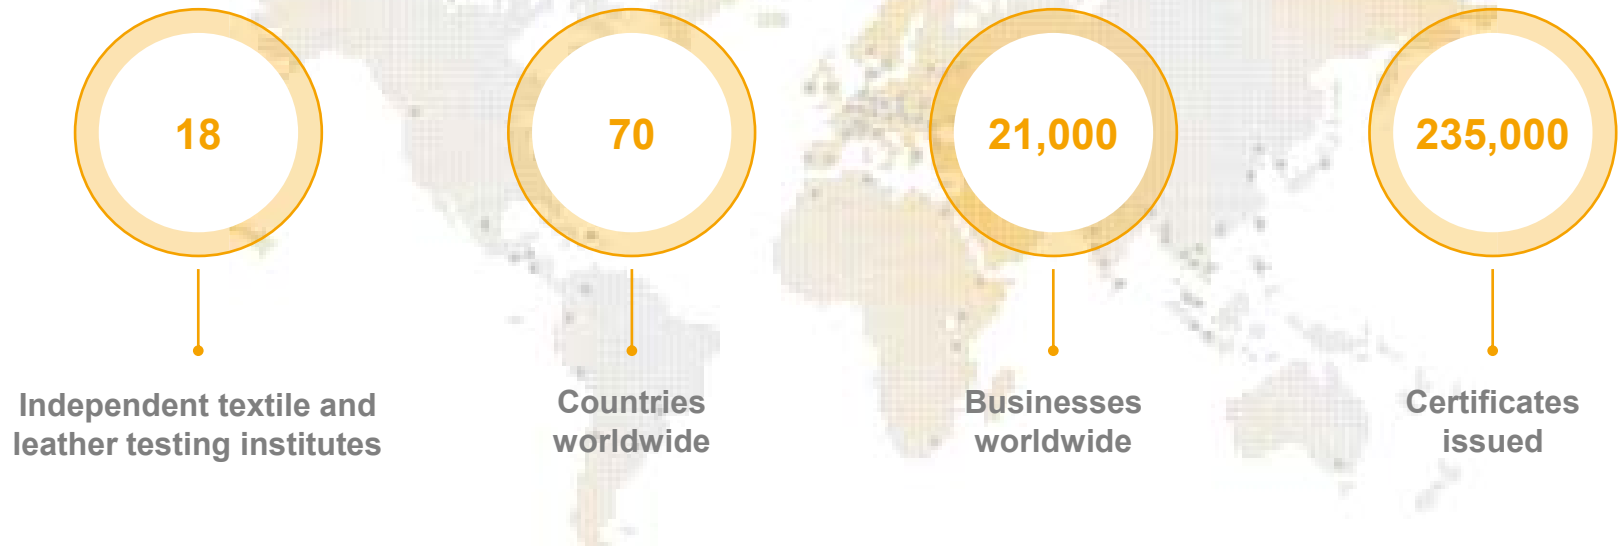 18
Independent textile and
leather testing institutes
70
Countries
worldwide
21,000
Businesses
worldwide
235,000
Certificates
issued